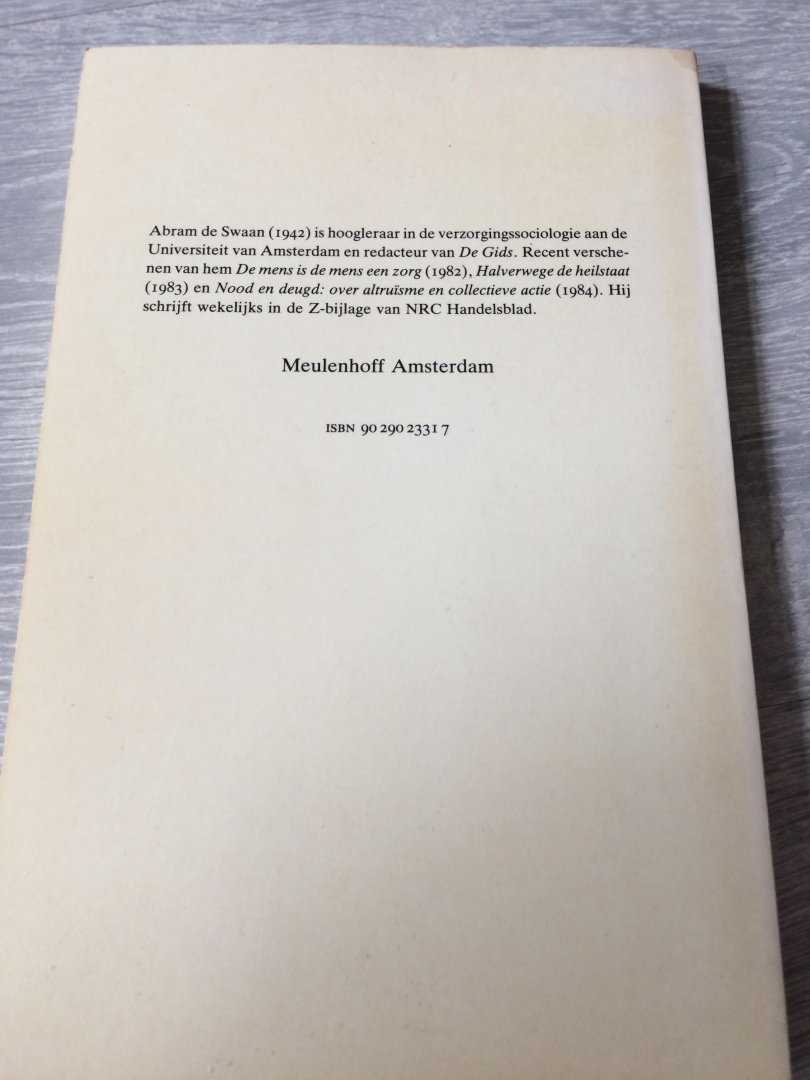 Abram de Swaan (1942) is hoogleraar in de verzorgingssociologie aan de
Universiteit van Amsterdam en redacteur van De Gids. Recent versche-
nen van hem De mens is de mens een zorg (1982), Halverwege de heilstaat
(1983) en Nood en deugd: over altruïsme en collectieve actie (1984). Hij
schrijft wekelijks in de Z-bijlage van NRC Handelsblad.
Meulenhoff Amsterdam
ISBN 90 290 2331 7